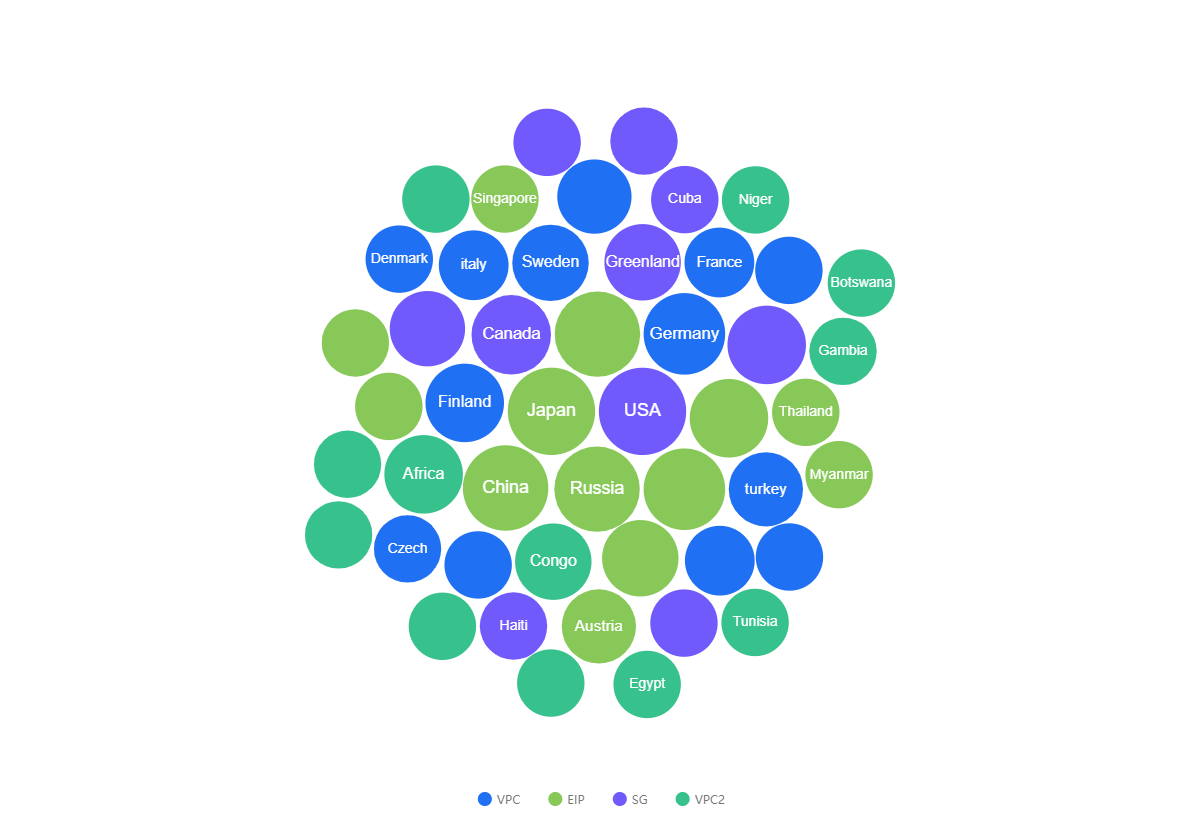 Singapore
Cuba
Niger
Denmark
italy
Sweden
Greenland
France
Botswana
Canada
Germany
Gambia
Finland
Japan
USA
Thailand
Africa
China
Russia
turkey
Myanmar
Czech
Congo
Haiti
Austria
Tunisia
Egypt
VPC EIP SG VPC2